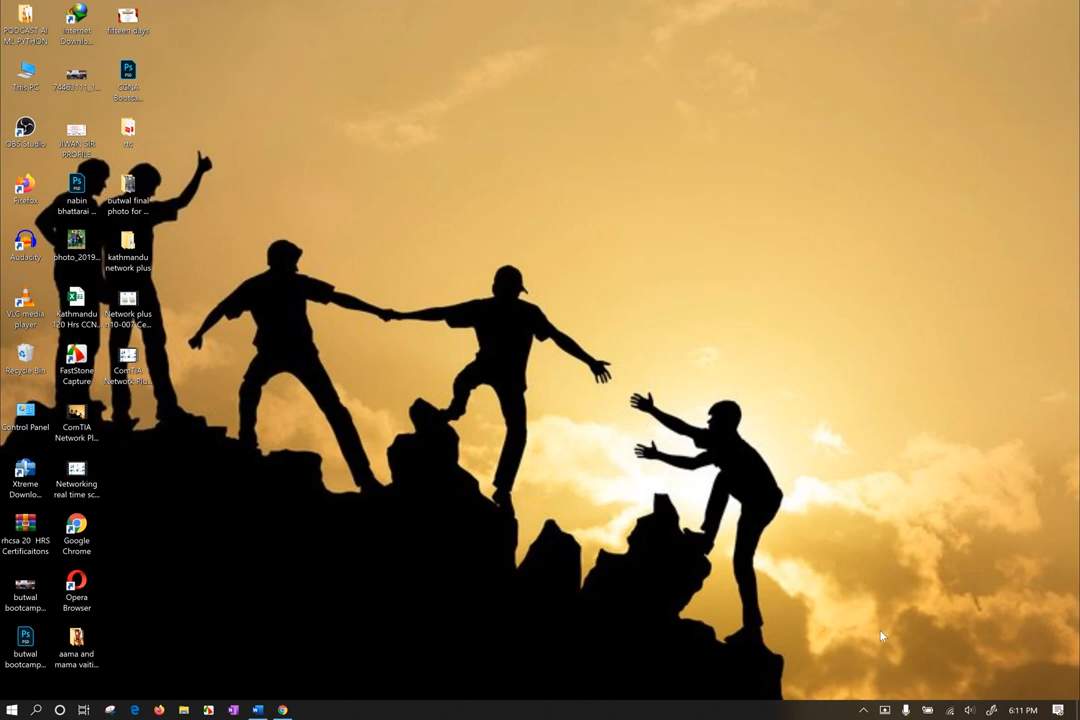 PODCAST AI
ML PYTHON
Internet
Downlo...
fifteen days
This PC
74463111_1...
CCNA
Bootca...
OBS Studio
JIWAN SIR
PROFILE
rtc
Firefox
nabin
bhattarai ...
butwal final
photo for ...
Audacity
photo_2019...
kathmandu
network plus
VLC media
player
Kathmandu
120 Hrs CCN...
Network plus
n10-007 Ce...
Recycle Bin
FastStone
Capture
ComTIA
Network Plu...
Control Panel
ComTIA
Network Pl...
Xtreme
Downlo...
Networking
real time sc...
rhcsa 20 HRS
Certificaitons
Google
Chrome
butwal
bootcamp...
Opera
Browser
butwal
bootcamp...
aama and
mama vaiti...
6:11 PM